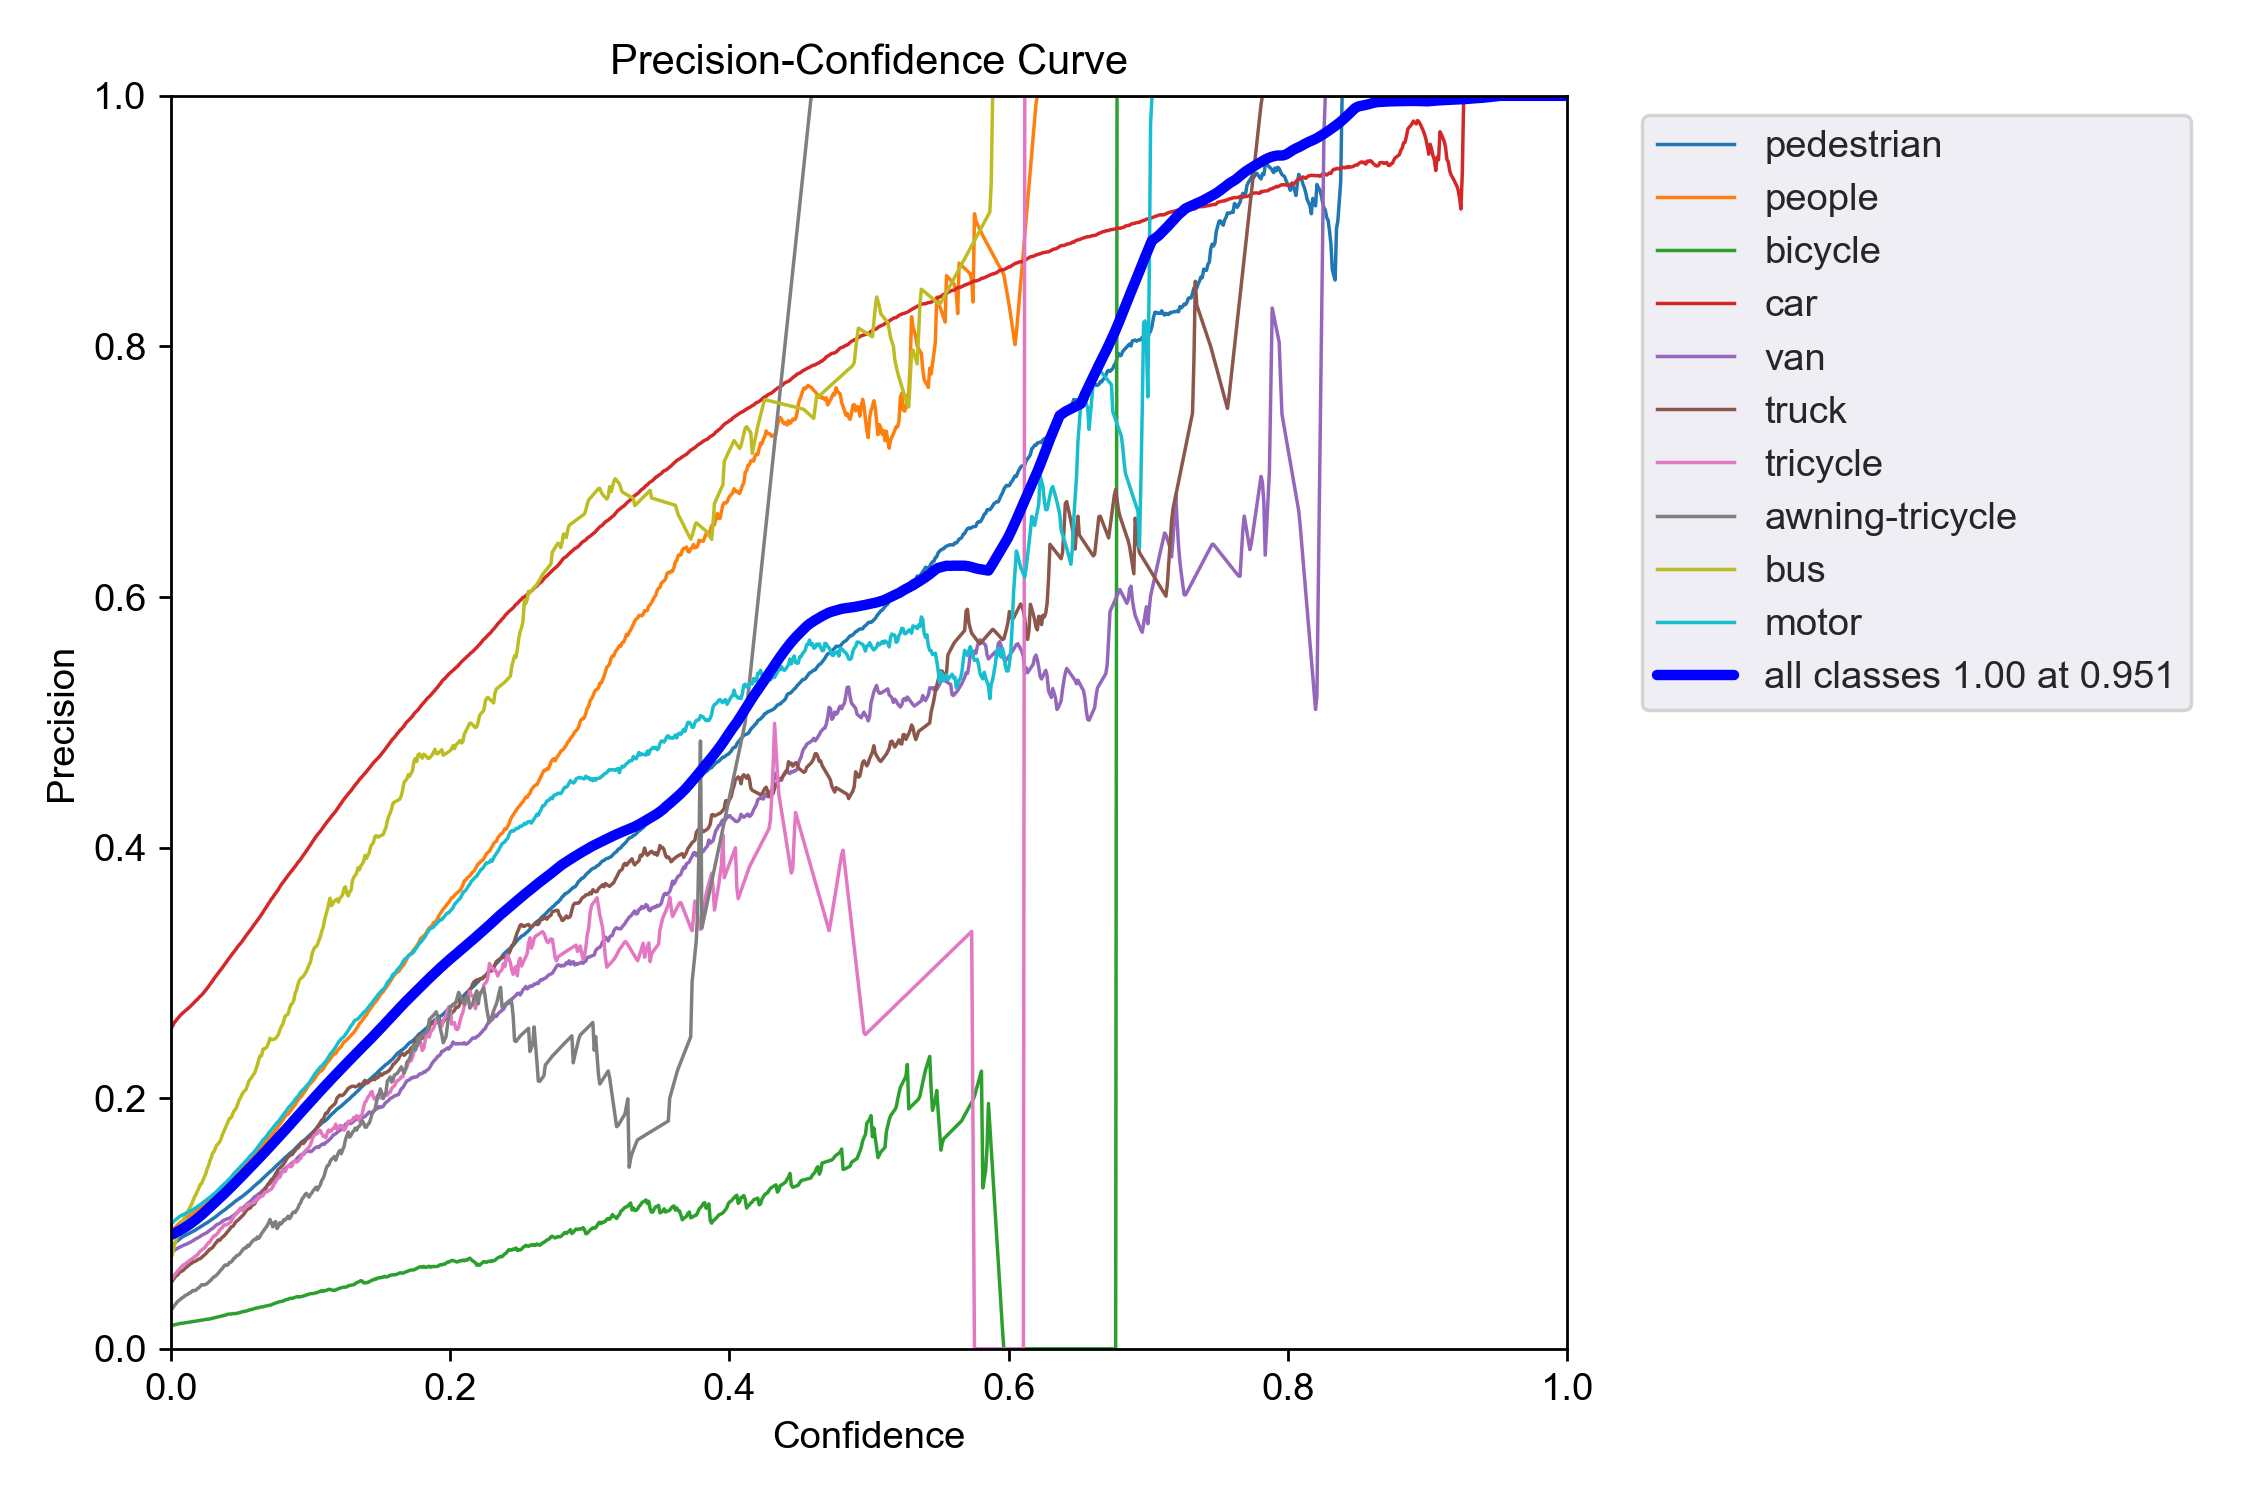 Precision-Confidence Curve
1.0
0.8
0.6
0.4
0.2
0.0
Precision
0.0 0.2 0.4 0.6 0.8 1.0
Confidence
pedestrian
people
bicycle
car
van
truck
tricycle
awning-tricycle
bus
motor
all classes 1.00 at 0.951